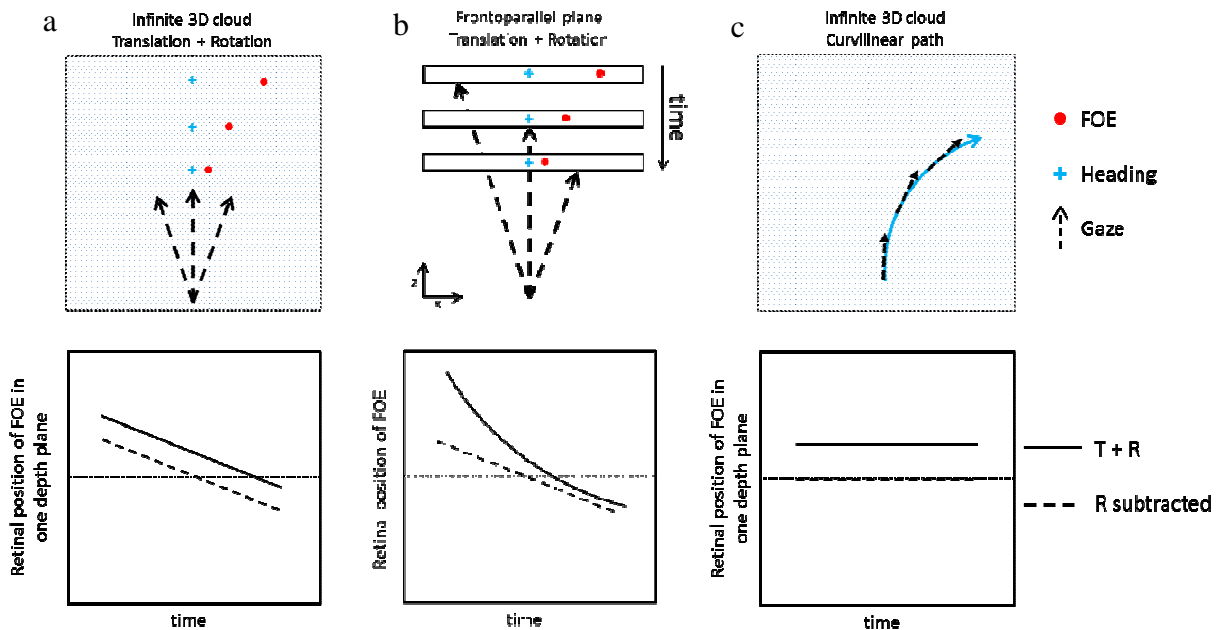 a
Infinite 3D cloud
Translation + Rotation
b
Frontoparallel plane
Translation + Rotation
time
z
x
c
Infinite 3D cloud
Curvilinear path
FOE
Heading
Gaze
Retinal position of FOE in
one depth plane
time
Retinal position of FOE
time
Retinal position of FOE in
one depth plane
time
T + R
R subtracted